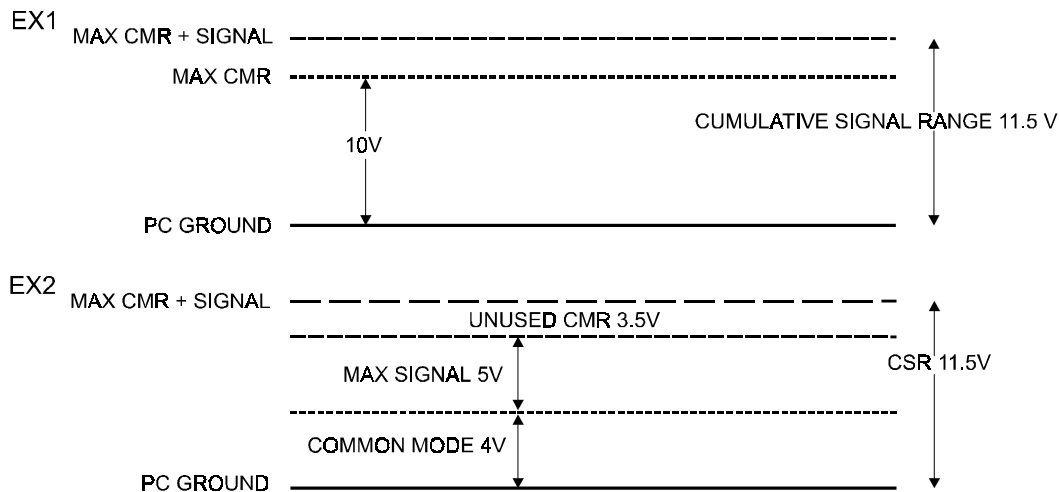 EX1
MAX CMR + SIGNAL
MAX CMR
CUMULATIVE SIGNAL RANGE 11.5 V
10V
PC GROUND
EX2
MAX CMR + SIGNAL
UNUSED CMR 3.5V
CSR 11.5V
MAX SIGNAL 5V
COMMON MODE 4V
PC GROUND